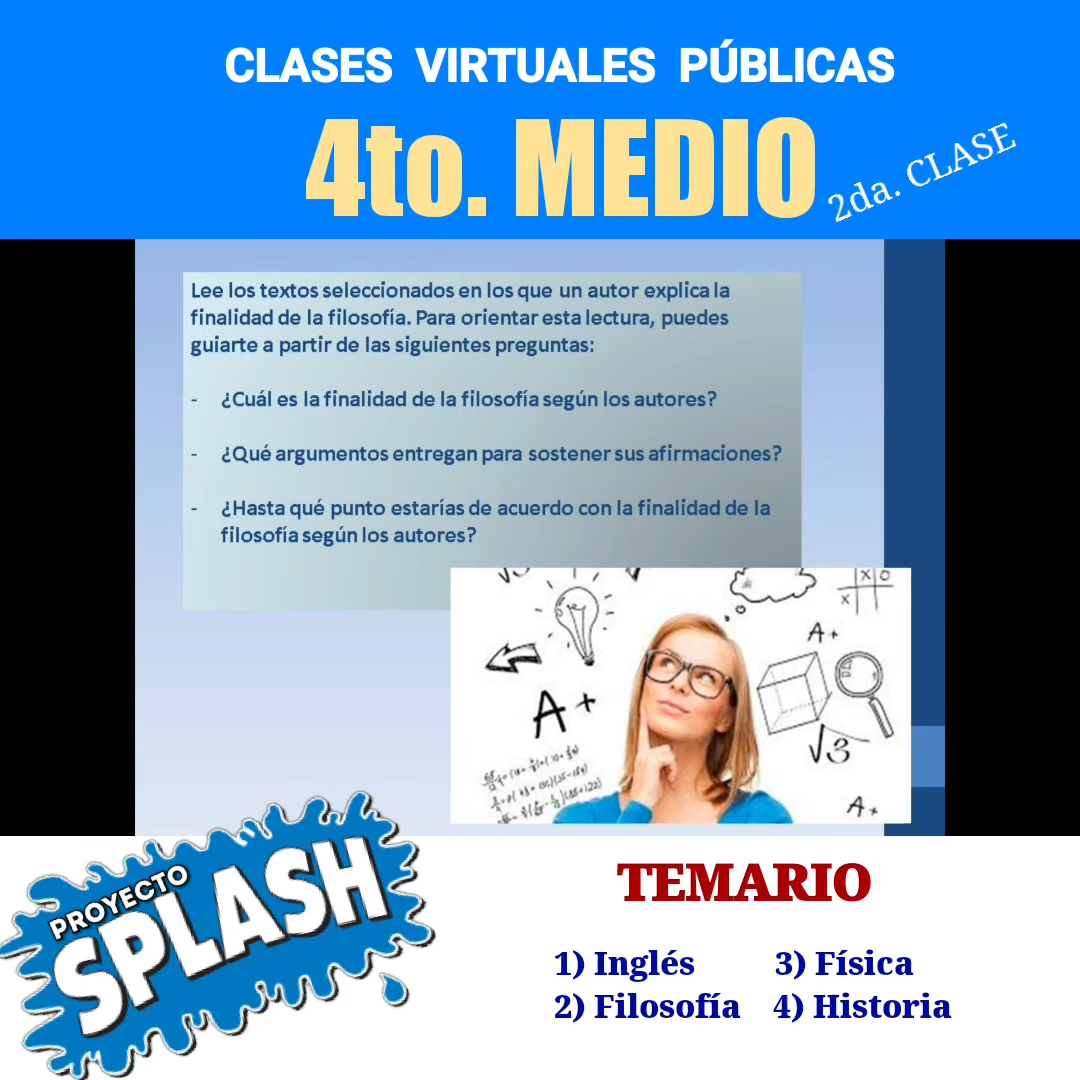 CLASES VIRTUALES PÚBLICAS
4to. MEDIO
2da. CLASE
Lee los textos seleccionados en los que un autor explica la
finalidad de la filosofía. Para orientar esta lectura, puedes
guiarte a partir de las siguientes preguntas:
- ¿Cuál es la finalidad de la filosofía según los autores?
- ¿Qué argumentos entregan para sostener sus afirmaciones?
- ¿Hasta qué punto estarías de acuerdo con la finalidad de la
filosofía según los autores?
X O
X
A+
A+
√3
A+
PROYECTO
SPLASH
TEMARIO
1) Inglés 3) Física
2) Filosofía 4) Historia